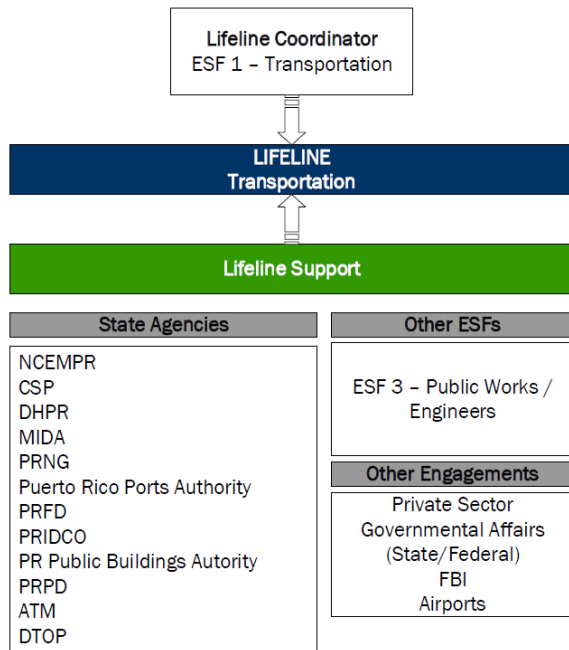 Lifeline Coordinator
ESF 1 – Transportation
LIFELINE
Transportation
Lifeline Support
State Agencies
NCEMPR
CSP
DHPR
MIDA
PRNG
Puerto Rico Ports Authority
PRFD
PRIDCO
PR Public Buildings Autority
PRPD
ATM
DTOP
Other ESFs
ESF 3 – Public Works /
Engineers
Other Engagements
Private Sector
Governmental Affairs
(State/Federal)
FBI
Airports